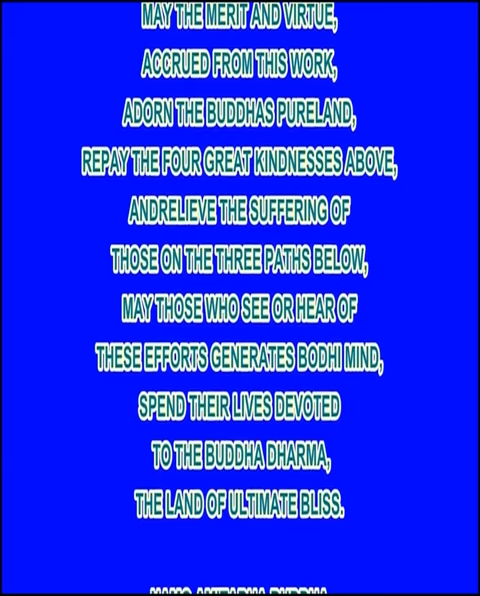 MAY THE MERIT AND VIRTUE,
ACCRUED FROM THIS WORK,
ADORN THE BUDDHAS PURELAND,
REPAY THE FOUR GREAT KINDNESSES ABOVE,
ANDRELIEVE THE SUFFERING OF
THOSE ON THE THREE PATHS BELOW,
MAY THOSE WHO SEE OR HEAR OF
THESE EFFORTS GENERATES BODHI MIND,
SPEND THEIR LIVES DEVOTED
TO THE BUDDHA DHARMA,
THE LAND OF ULTIMATE BLISS.